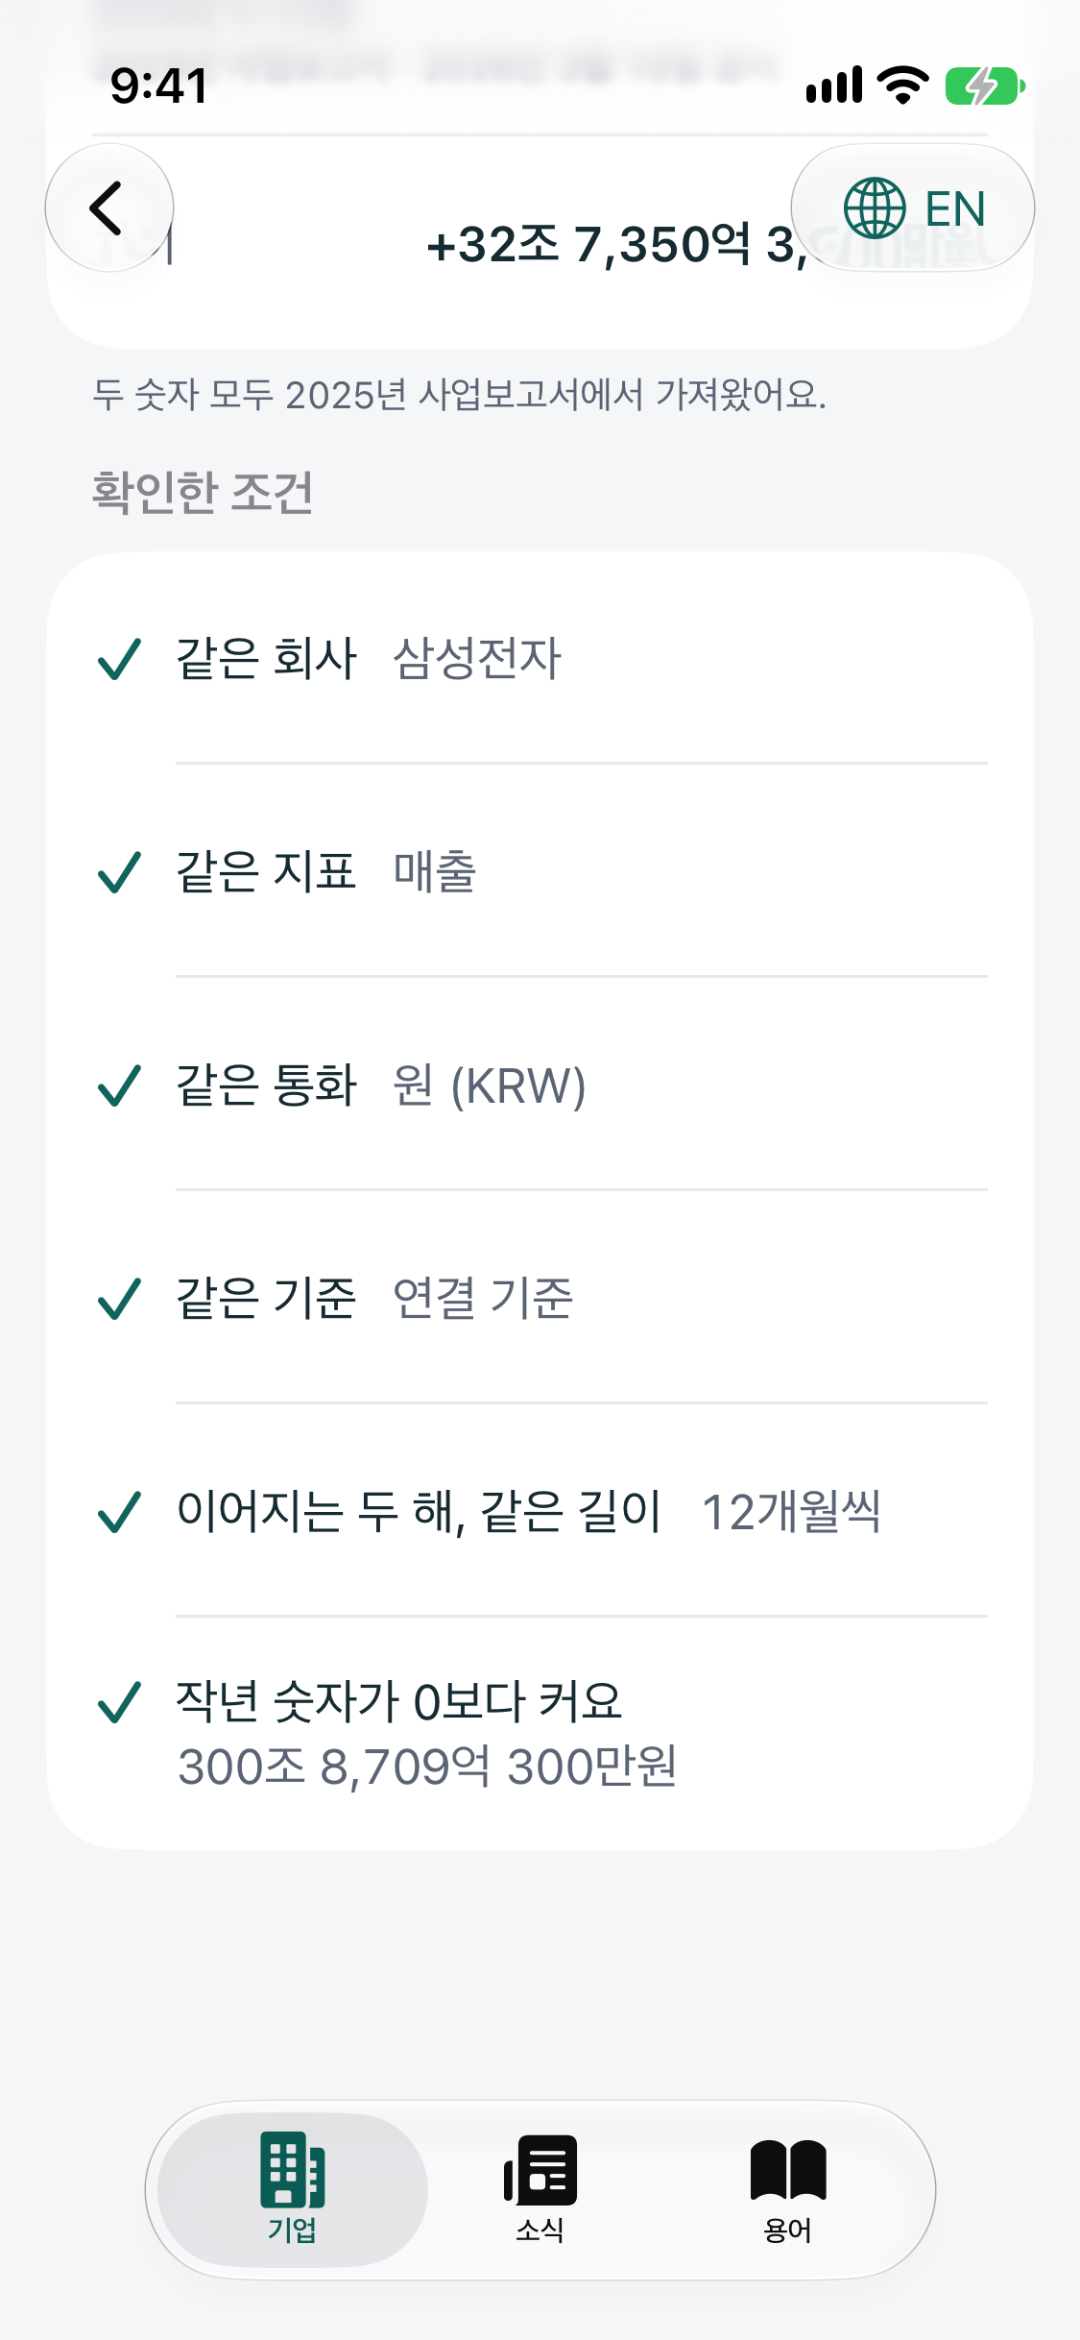 9:41
EN
+32조 7,350억 3,
두 숫자 모두 2025년 사업보고서에서 가져왔어요.
확인한 조건
같은 회사 삼성전자
같은 지표 매출
같은 통화 원 (KRW)
같은 기준 연결 기준
이어지는 두 해, 같은 길이 12개월씩
작년 숫자가 0보다 커요
300조 8,709억 300만원
기업
소식
용어